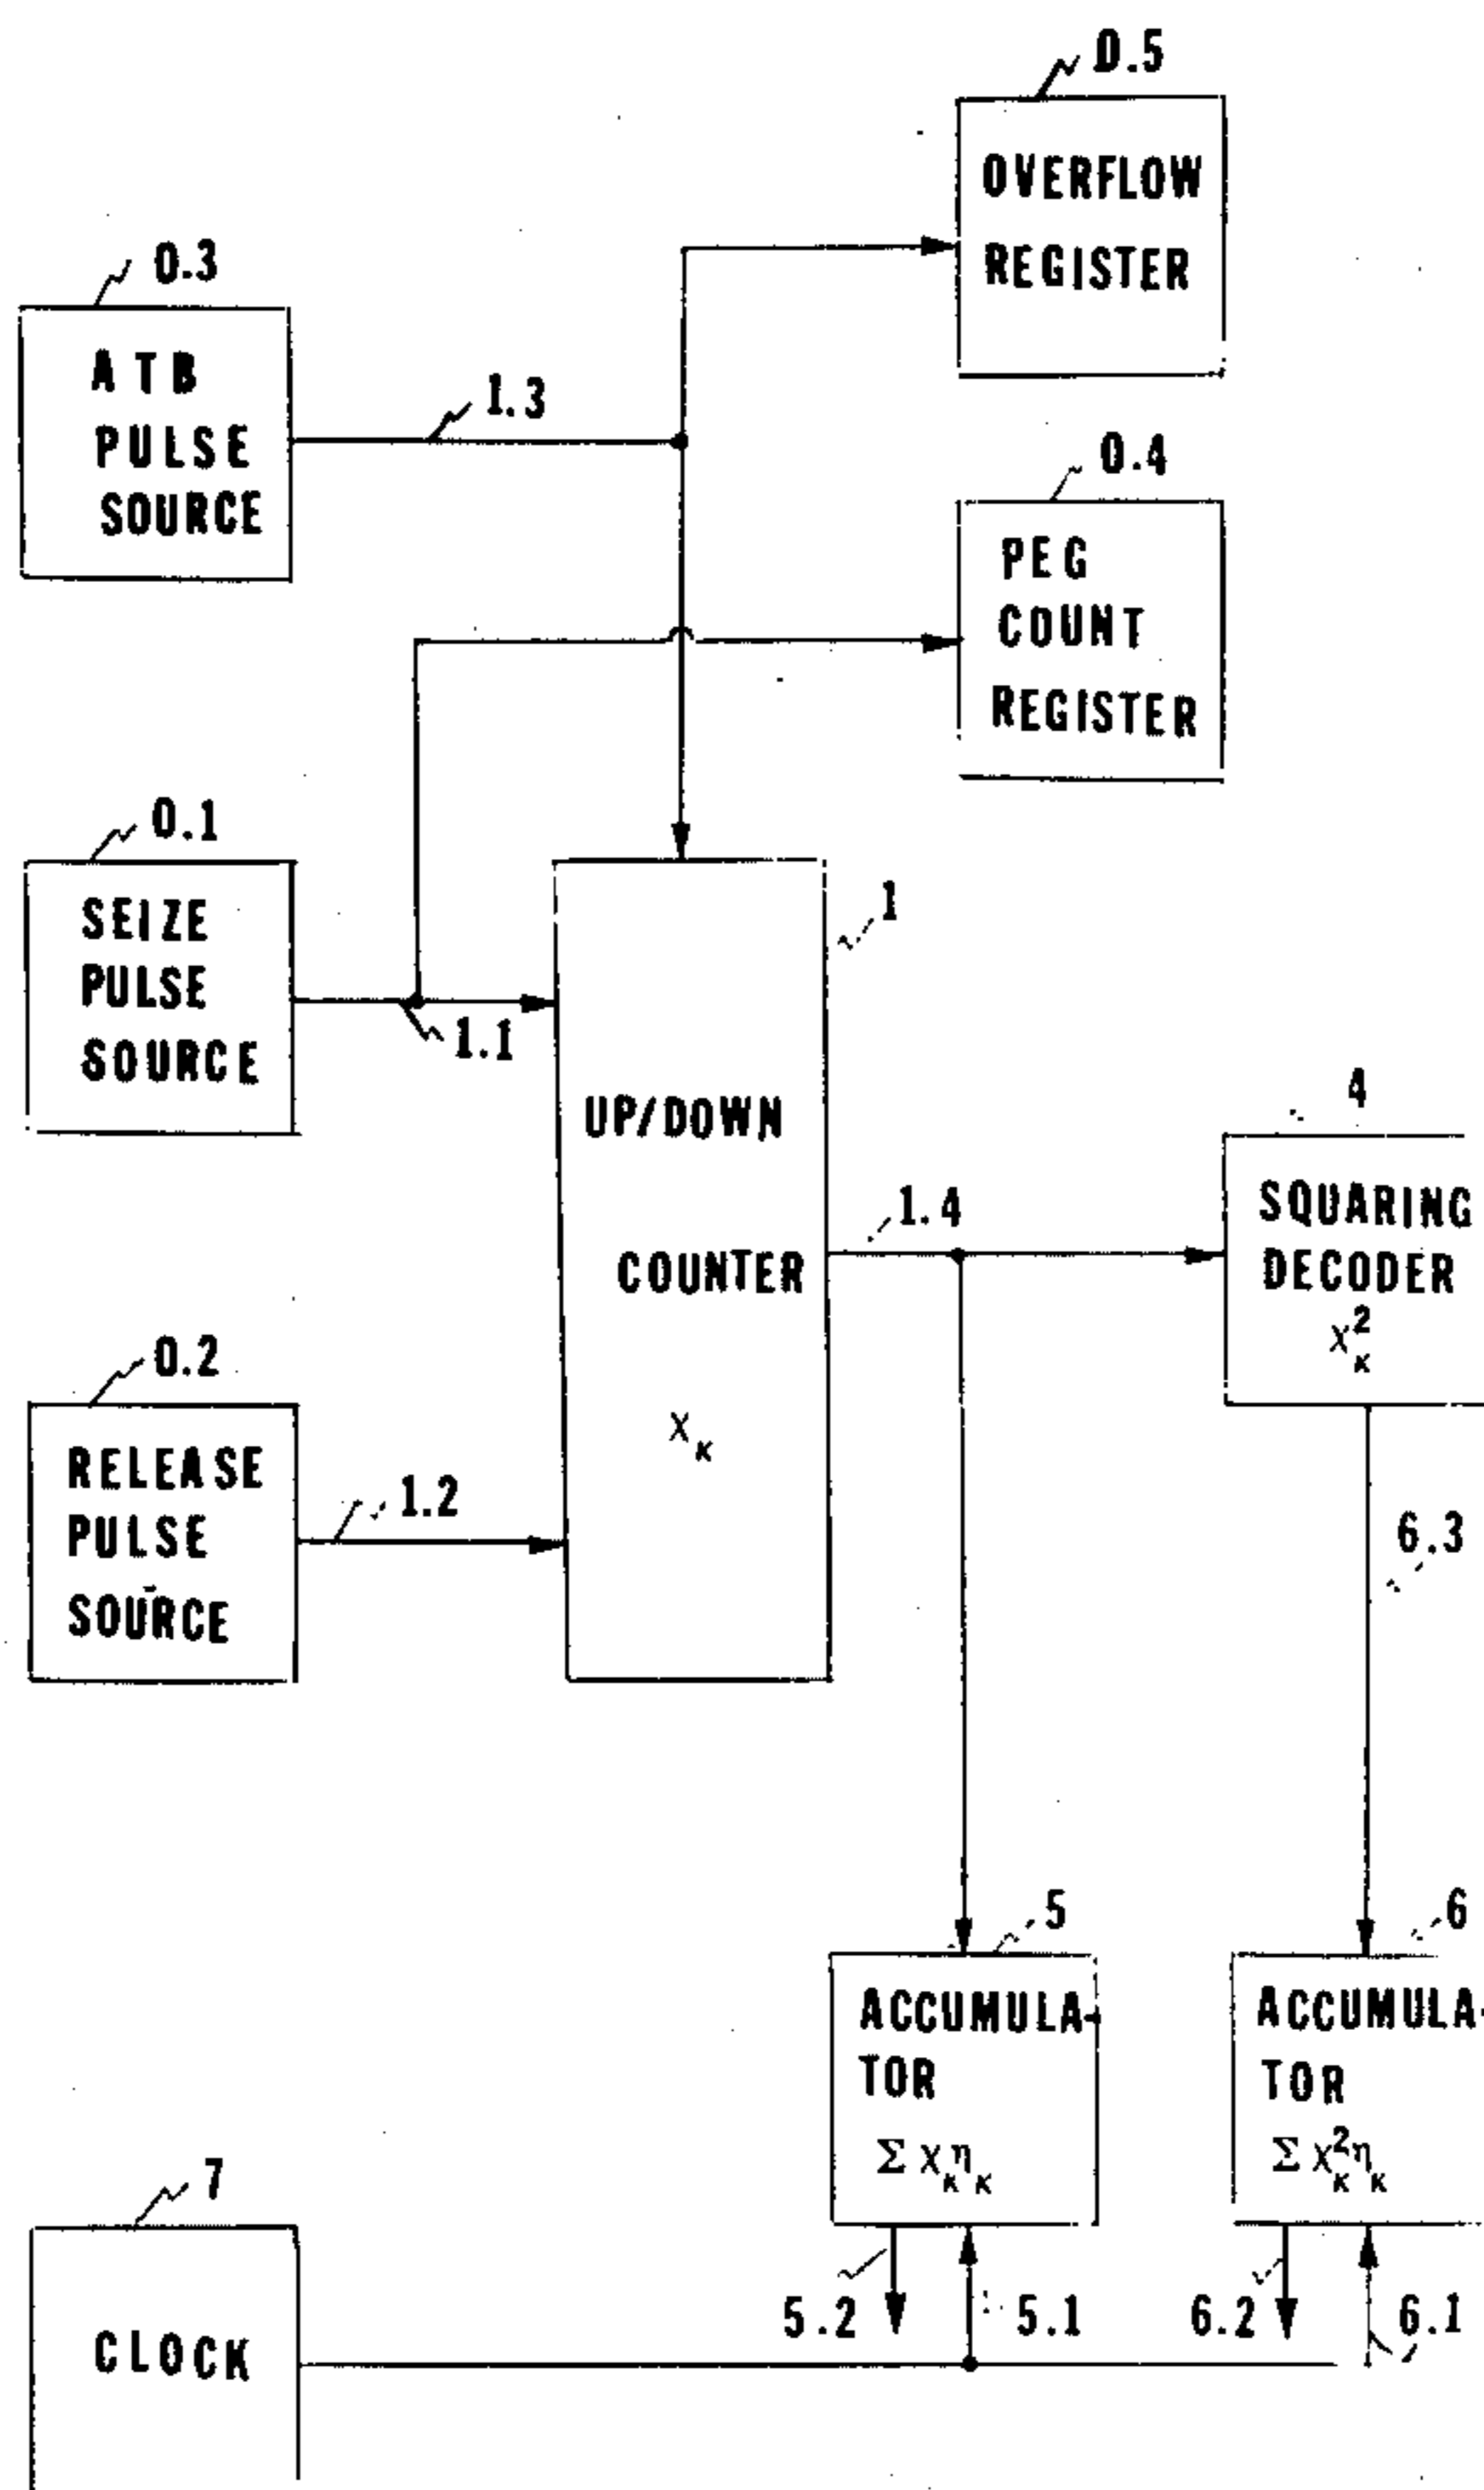 0.5
OVERFLOW
REGISTER
0.3
ATB
PULSE
SOURCE
1.3
0.4
PEG
COUNT
REGISTER
0.1
SEIZE
PULSE
SOURCE
1.1
1
UP/DOWN
COUNTER
Xκ
1.4
4
SQUARING
DECODER
Xκ²
0.2
RELEASE
PULSE
SOURCE
1.2
6.3
5
ACCUMULA-
TOR
Σ Xκηκ
6
ACCUMULA-
TOR
Σ Xκ²ηκ
5.2
5.1
6.2
6.1
7
CLOCK